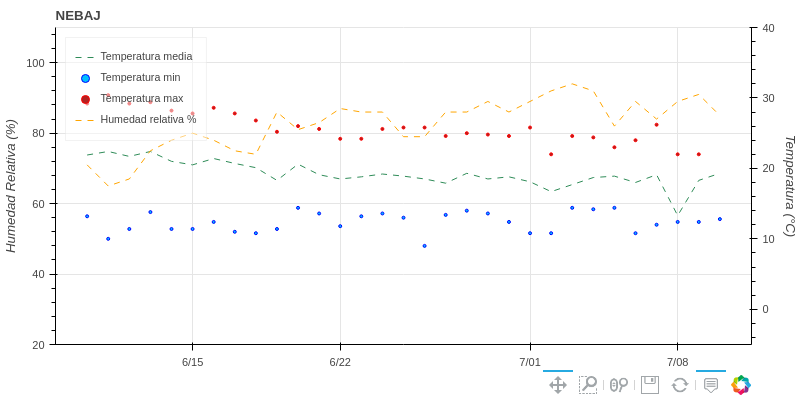 NEBAJ
Temperatura media
Temperatura min
Temperatura max
Humedad relativa %
Humedad Relativa (%)
100
80
60
40
20
Temperatura (°C)
40
30
20
10
0
6/15
6/22
7/01
7/08